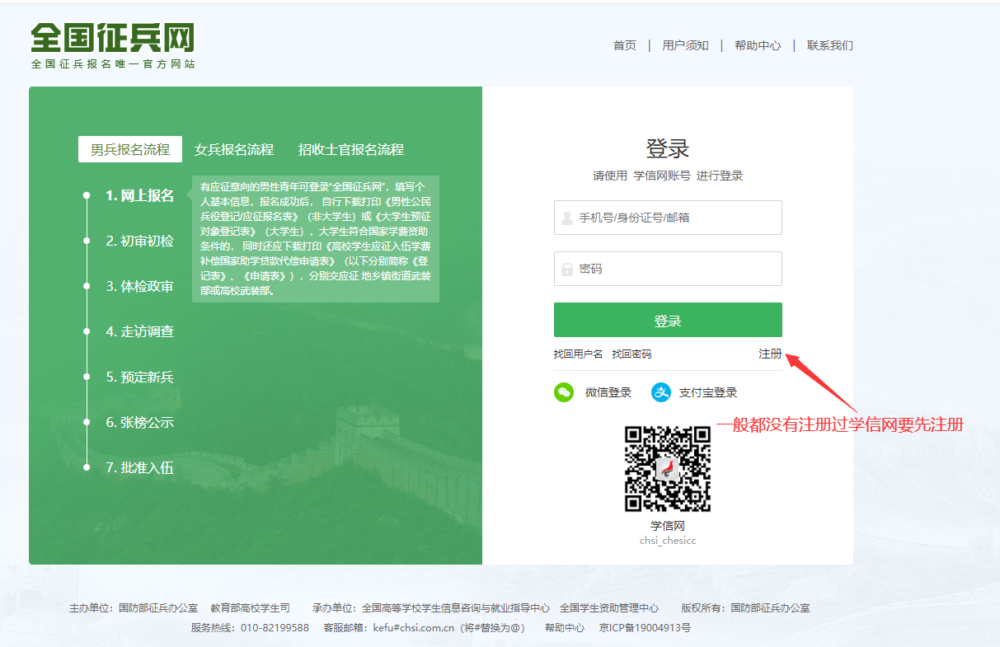 全国征兵网
全国征兵报名唯一官方网站
首页 | 用户须知 | 帮助中心 | 联系我们
男兵报名流程 女兵报名流程 招收士官报名流程
1. 网上报名
有应征意向的男性青年可登录“全国征兵网”，填写个
人基本信息，报名成功后， 自行下载打印《男性公民
兵役登记/应征报名表》（非大学生）或《大学生预征
对象登记表》（大学生），大学生符合国家学费资助
条件的， 同时还应下载打印《高校学生应征入伍学费
补偿国家助学贷款代偿申请表》（以下分别简称《登
记表》、《申请表》），分别交应征 地乡镇街道武装
部或高校武装部。
2. 初审初检
3. 体检政审
4. 走访调查
5. 预定新兵
6. 张榜公示
7. 批准入伍
登录
请使用 学信网账号 进行登录
手机号/身份证号/邮箱
密码
登录
找回用户名 找回密码 注册
微信登录 支付宝登录
一般都没有注册过学信网要先注册
学信网
chsi_chesicc
主办单位：国防部征兵办公室 教育部高校学生司 承办单位：全国高等学校学生信息咨询与就业指导中心 全国学生资助管理中心 版权所有：国防部征兵办公室
服务热线：010-82199588 客服邮箱：kefu#chsi.com.cn（将#替换为@） 帮助中心 京ICP备19004913号